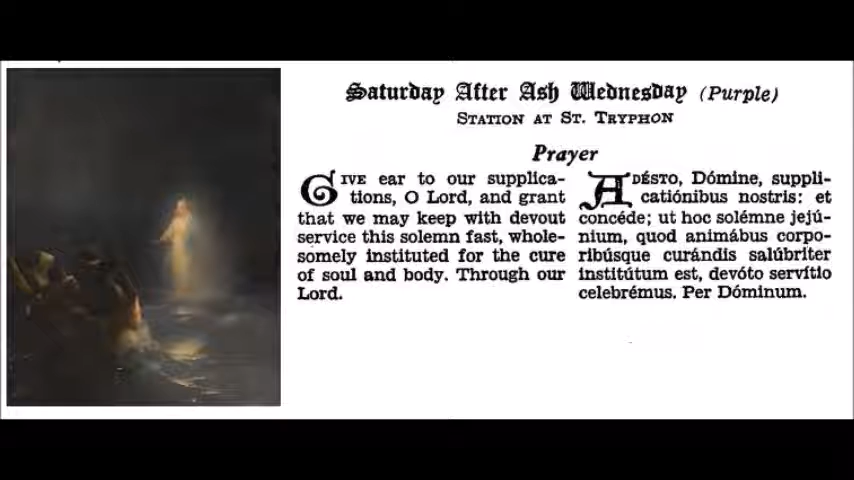 Saturday After Ash Wednesday (Purple)
STATION AT ST. TRYPHON
Prayer
GIVE ear to our supplica-
tions, O Lord, and grant
that we may keep with devout
service this solemn fast, whole-
somely instituted for the cure
of soul and body. Through our
Lord.
ADÉSTO, Dómine, suppli-
catiónibus nostris: et
concéde; ut hoc solémne jejú-
nium, quod animábus corpo-
ribúsque curándis salúbriter
institútum est, devóto servítio
celebrémus. Per Dóminum.